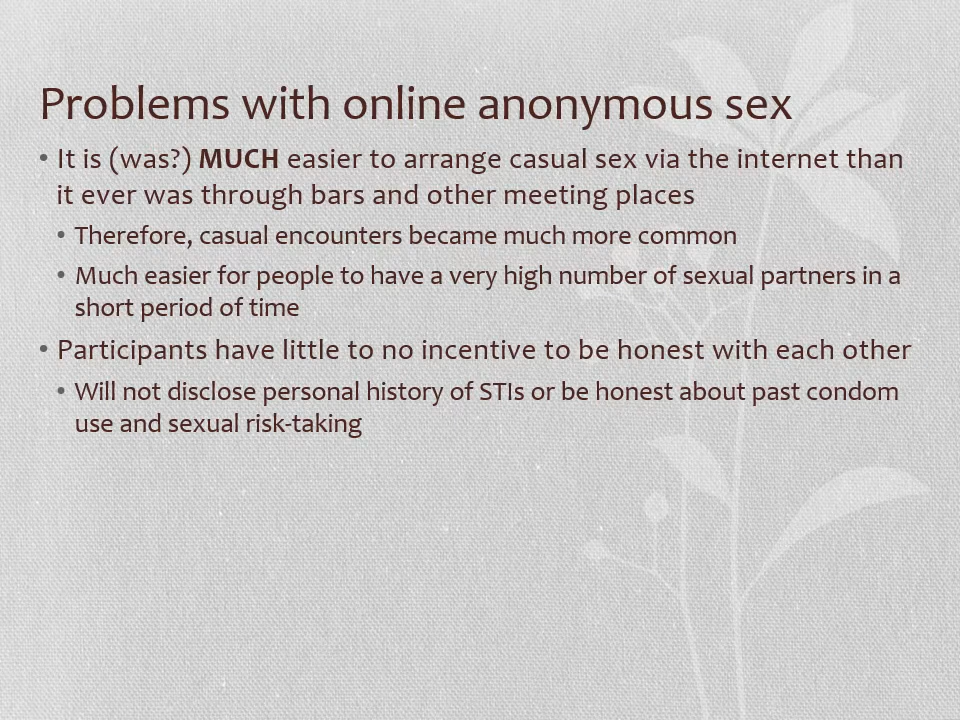 Problems with online anonymous sex
• It is (was?) MUCH easier to arrange casual sex via the internet than
it ever was through bars and other meeting places
• Therefore, casual encounters became much more common
• Much easier for people to have a very high number of sexual partners in a
short period of time
• Participants have little to no incentive to be honest with each other
• Will not disclose personal history of STIs or be honest about past condom
use and sexual risk-taking